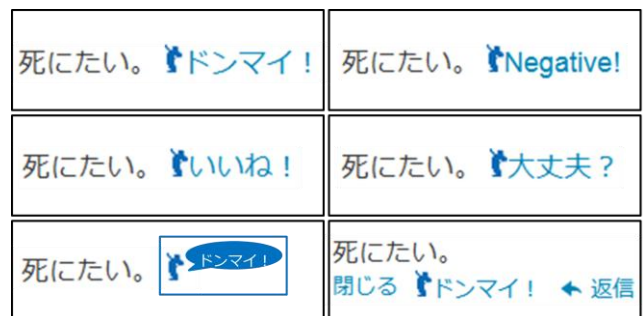 死にたい。 ドンマイ！
死にたい。 Negative!
死にたい。 いいね！
死にたい。 大丈夫？
死にたい。 ドンマイ！
死にたい。
閉じる ドンマイ！ 返信